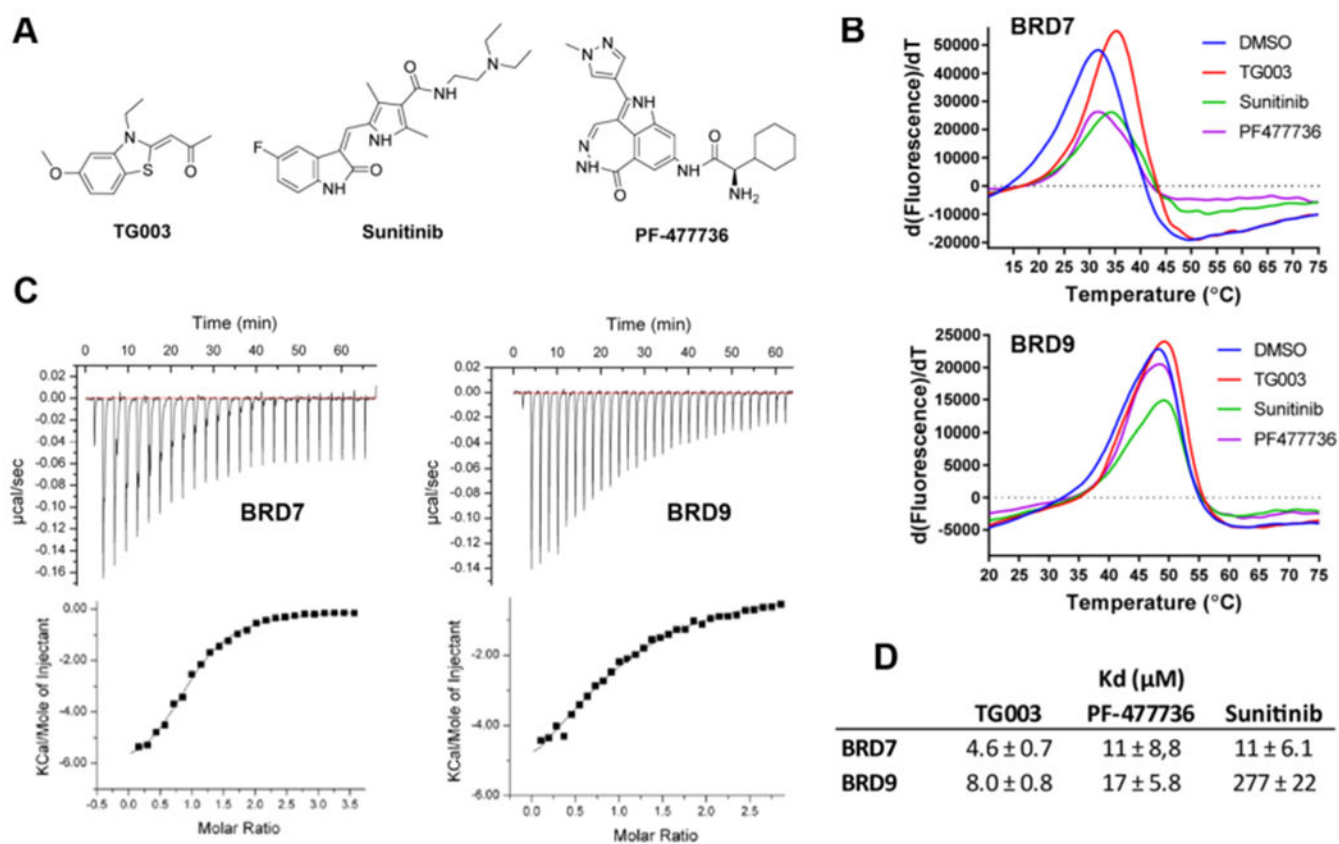 A
O
N
S
O
TG003
F
O
N
H
O
NH
N
NH
Sunitinib
N
N
NH
N
NH
O
NH
O
NH2
PF-477736
B
BRD7
DMSO
TG003
Sunitinib
PF477736
d(Fluorescence)/dT
50000
40000
30000
20000
10000
0
-10000
-20000
15 20 25 30 35 40 45 50 55 60 65 70 75
Temperature (°C)
BRD9
DMSO
TG003
Sunitinib
PF477736
d(Fluorescence)/dT
25000
20000
15000
10000
5000
0
-5000
20 25 30 35 40 45 50 55 60 65 70 75
Temperature (°C)
C
Time (min)
0 10 20 30 40 50 60
µcal/sec
0.02
0.00
-0.02
-0.04
-0.06
-0.08
-0.10
-0.12
-0.14
-0.16
BRD7
KCal/Mole of Injectant
0.00
-2.00
-4.00
-6.00
-0.5 0.0 0.5 1.0 1.5 2.0 2.5 3.0 3.5
Molar Ratio
Time (min)
0 10 20 30 40 50 60
µcal/sec
0.02
0.00
-0.02
-0.04
-0.06
-0.08
-0.10
-0.12
-0.14
BRD9
KCal/Mole of Injectant
-2.00
-4.00
-6.00
0.0 0.5 1.0 1.5 2.0 2.5
Molar Ratio
D
Kd (µM)
TG003 PF-477736 Sunitinib
BRD7 4.6 ± 0.7 11 ± 8,8 11 ± 6.1
BRD9 8.0 ± 0.8 17 ± 5.8 277 ± 22